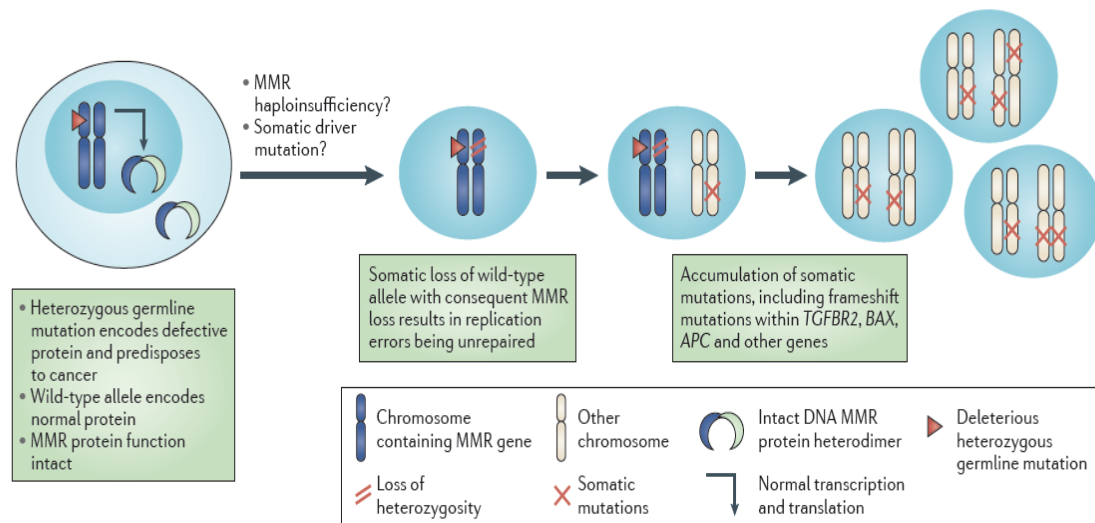 • MMR
haploinsufficiency?
• Somatic driver
mutation?
• Heterozygous germline
mutation encodes defective
protein and predisposes
to cancer
• Wild-type allele encodes
normal protein
• MMR protein function
intact
Somatic loss of wild-type
allele with consequent MMR
loss results in replication
errors being unrepaired
Accumulation of somatic
mutations, including frameshift
mutations within TGFBR2, BAX,
APC and other genes
Chromosome
containing MMR gene
Other
chromosome
Intact DNA MMR
protein heterodimer
Deleterious
heterozygous
germline mutation
Loss of
heterozygosity
Somatic
mutations
Normal transcription
and translation